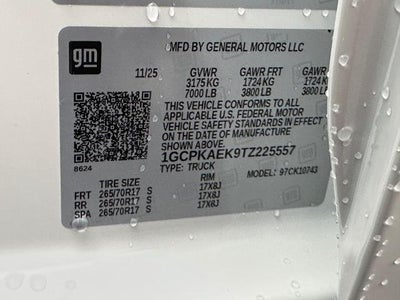 gm
MFD BY GENERAL MOTORS LLC
11/25 GVWR GAWR FRT GAWR
3175 KG 1724 KG 1724 KG
7000 LB 3800 LB 3800 LB
THIS VEHICLE CONFORMS TO ALL
APPLICABLE U.S. FEDERAL MOTOR
VEHICLE SAFETY STANDARDS IN EFFECT
ON THE DATE OF MANUFACTURE
SHOWN ABOVE.
8624
1GCPKAEK9TZ225557
TYPE: TRUCK MODEL: 97CK10743
TIRE SIZE RIM
FRT 265/70R17 S 17X8J
RR 265/70R17 S 17X8J
SPA 265/70R17 S 17X8J